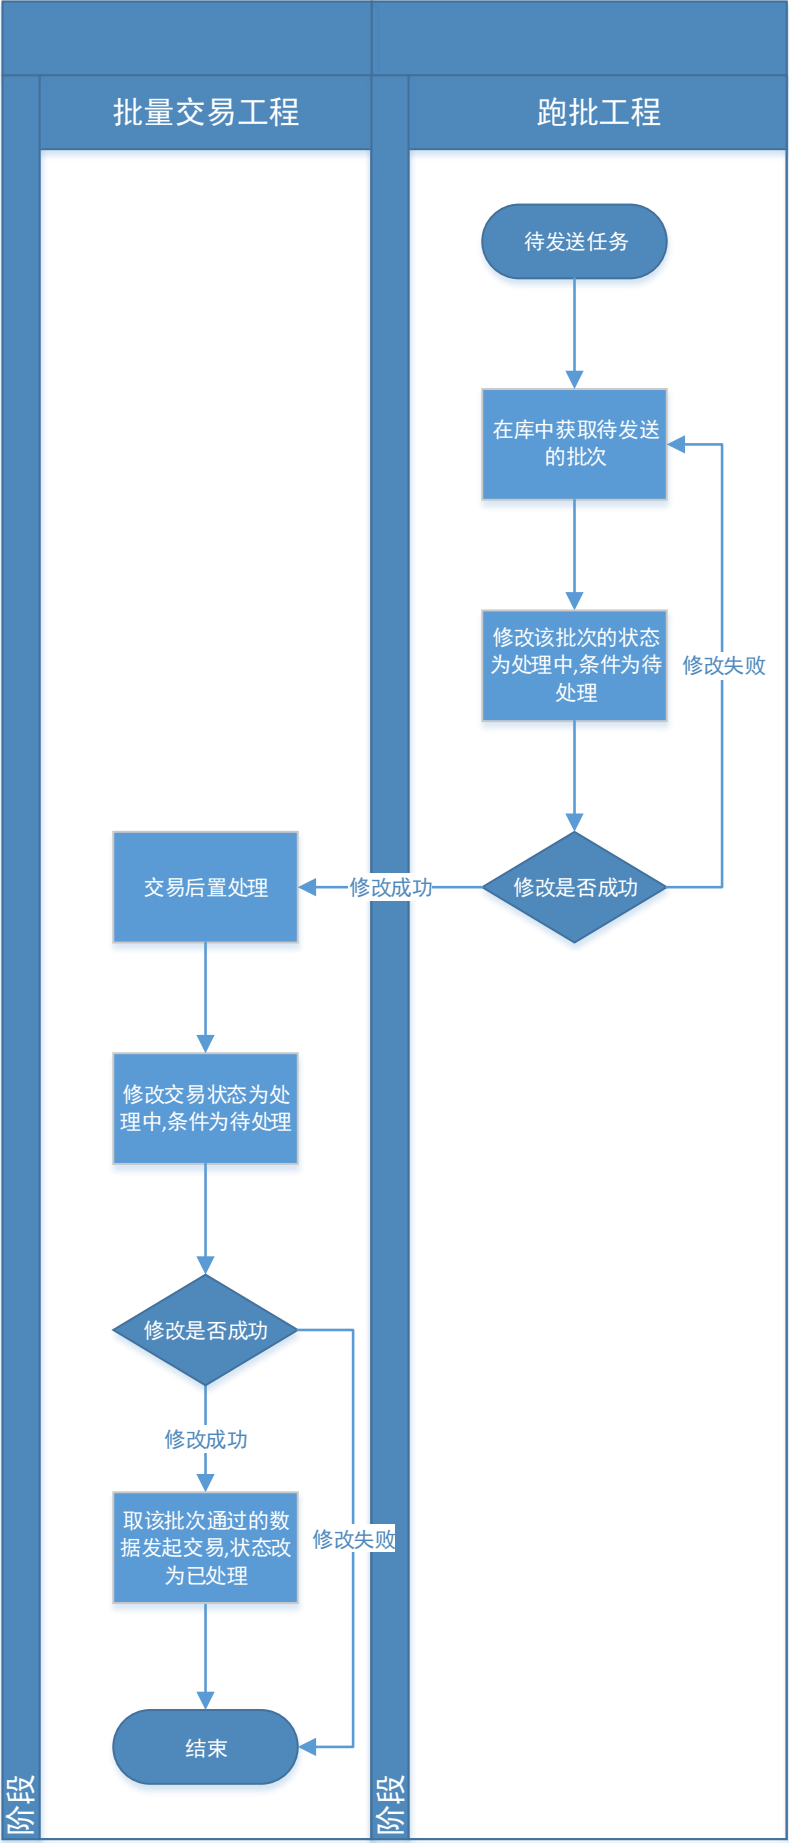 批量交易工程
跑批工程
待发送任务
在库中获取待发送
的批次
修改该批次的状态
为处理中,条件为待
处理
修改失败
修改是否成功
修改成功
交易后置处理
修改交易状态为处
理中,条件为待处理
修改是否成功
修改成功
取该批次通过的数
据发起交易,状态改
为已处理
修改失败
结束
阶段
阶段